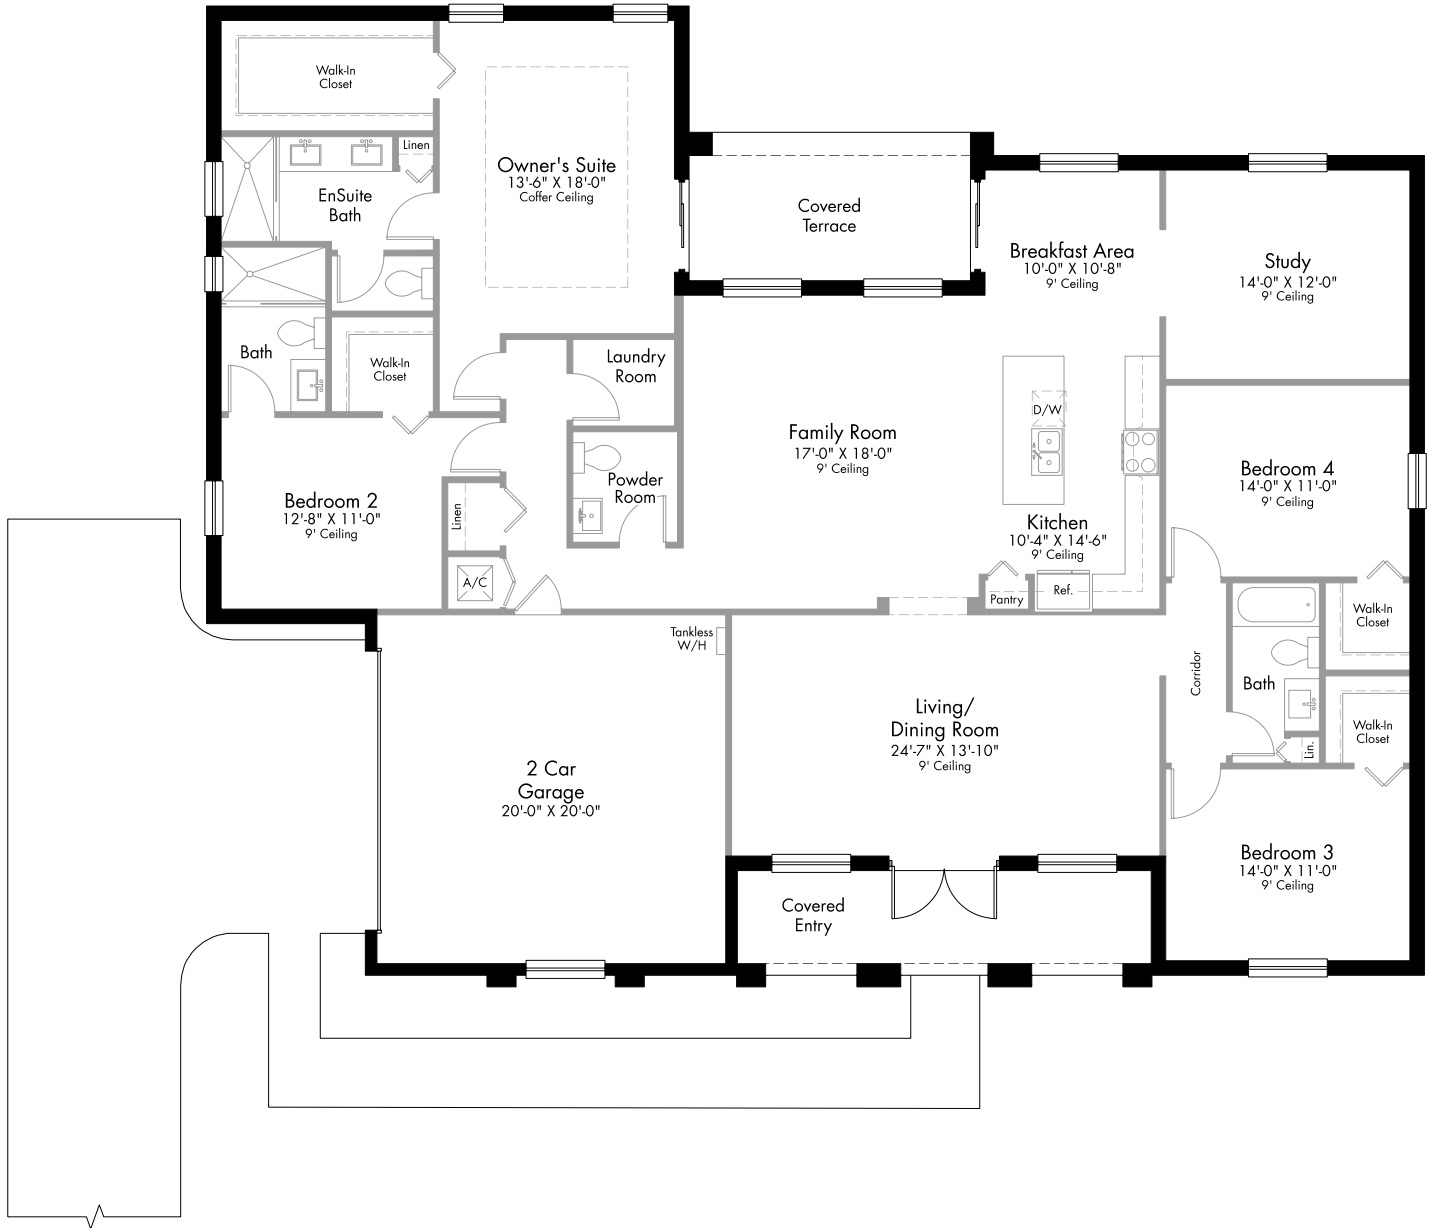 Walk-In
Closet
Linen
EnSuite
Bath
Owner's Suite
13'-6" X 18'-0"
Coffer Ceiling
Covered
Terrace
Breakfast Area
10'-0" X 10'-8"
9' Ceiling
Study
14'-0" X 12'-0"
9' Ceiling
Bath
Walk-In
Closet
Laundry
Room
Family Room
17'-0" X 18'-0"
9' Ceiling
D/W
Bedroom 4
14'-0" X 11'-0"
9' Ceiling
Bedroom 2
12'-8" X 11'-0"
9' Ceiling
Linen
Powder
Room
Kitchen
10'-4" X 14'-6"
9' Ceiling
A/C
Pantry
Ref.
Tankless
W/H
Walk-In
Closet
Corridor
Bath
Living/
Dining Room
24'-7" X 13'-10"
9' Ceiling
Walk-In
Closet
Lin.
2 Car
Garage
20'-0" X 20'-0"
Bedroom 3
14'-0" X 11'-0"
9' Ceiling
Covered
Entry